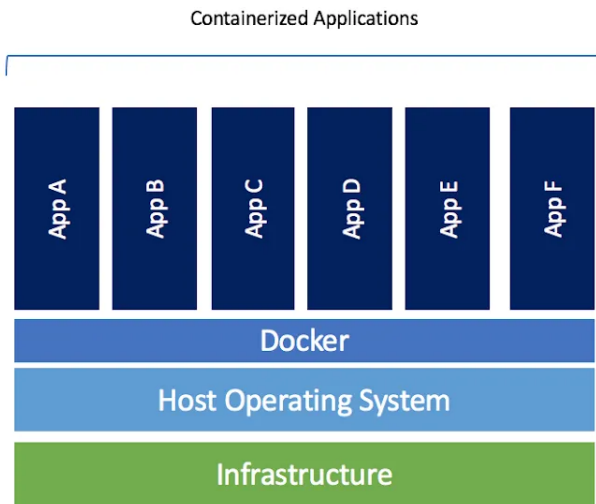 Containerized Applications
App A
App B
App C
App D
App E
App F
Docker
Host Operating System
Infrastructure